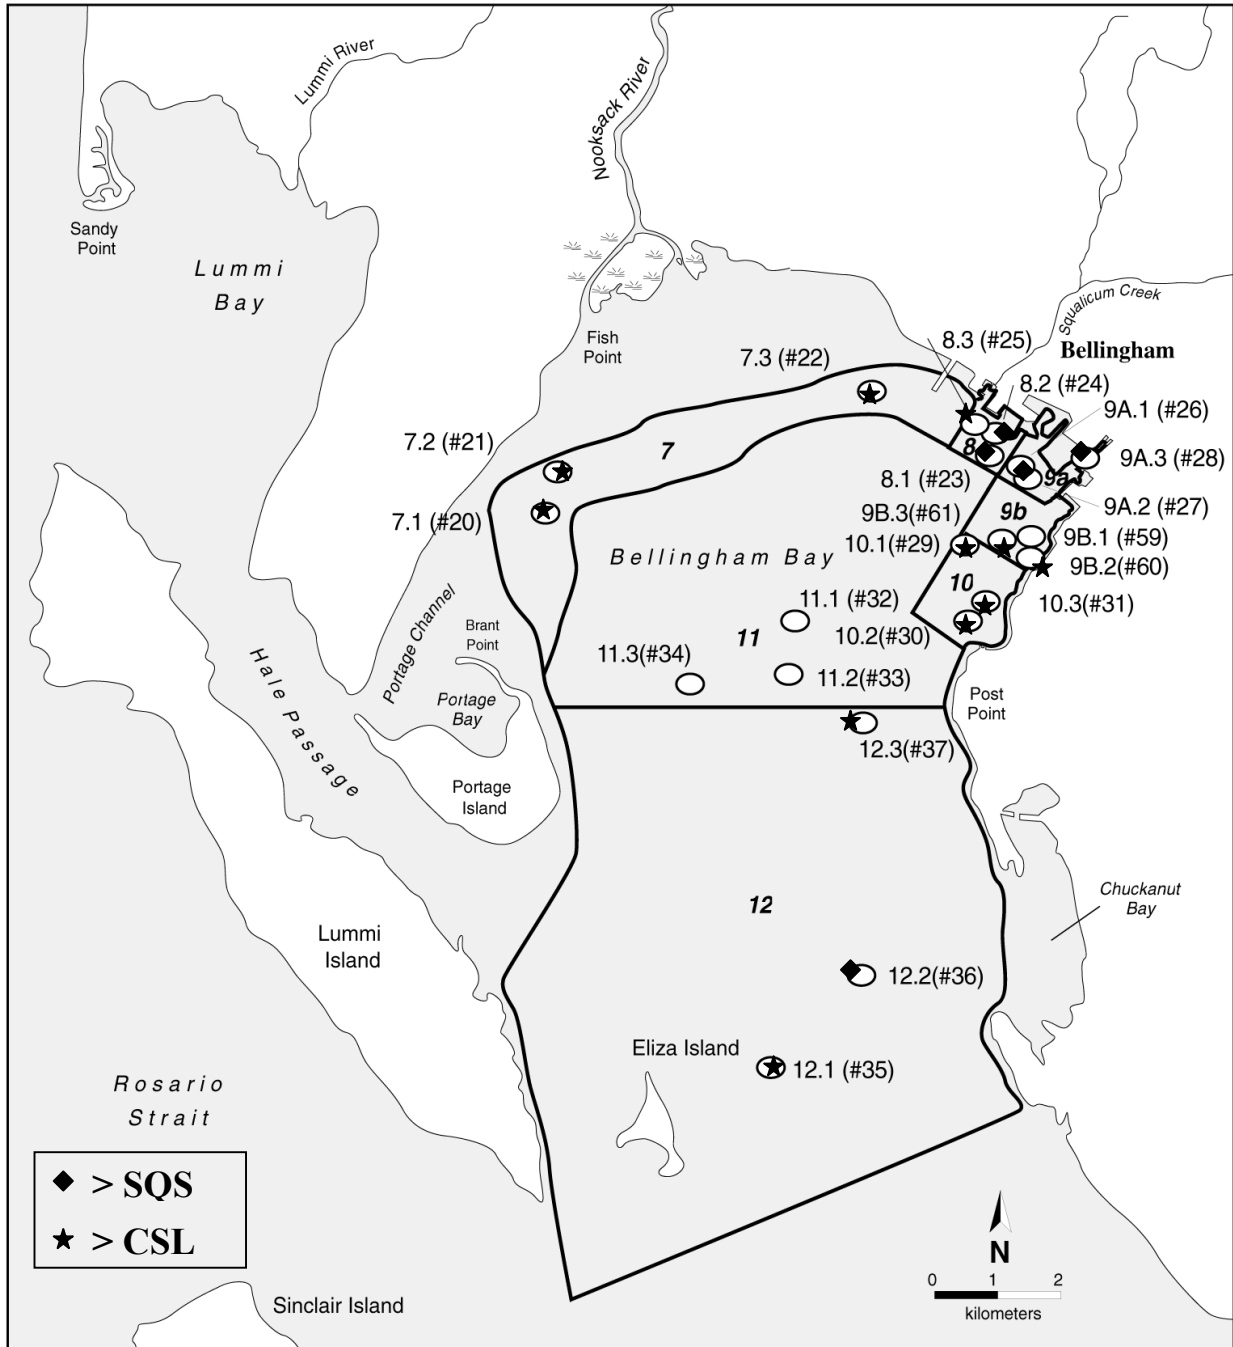 Lummi River
Nooksack River
Sandy
Point
Lummi
Bay
Squalicum Creek
Fish
Point
8.3 (#25)
Bellingham
7.3 (#22)
8.2 (#24)
9A.1 (#26)
7.2 (#21)
7
8
9A.3 (#28)
8.1 (#23)
9a
9A.2 (#27)
7.1 (#20)
9B.3(#61)
9b
9B.1 (#59)
10.1(#29)
Bellingham Bay
9B.2(#60)
10
10.3(#31)
11.1 (#32)
Portage Channel
Brant
Point
11
10.2(#30)
11.3(#34)
11.2(#33)
Hale Passage
Portage
Bay
Post
Point
12.3(#37)
Portage
Island
Chuckanut
Bay
12
Lummi
Island
12.2(#36)
Eliza Island
12.1 (#35)
Rosario
Strait
> SQS
> CSL
N
0 1 2
kilometers
Sinclair Island